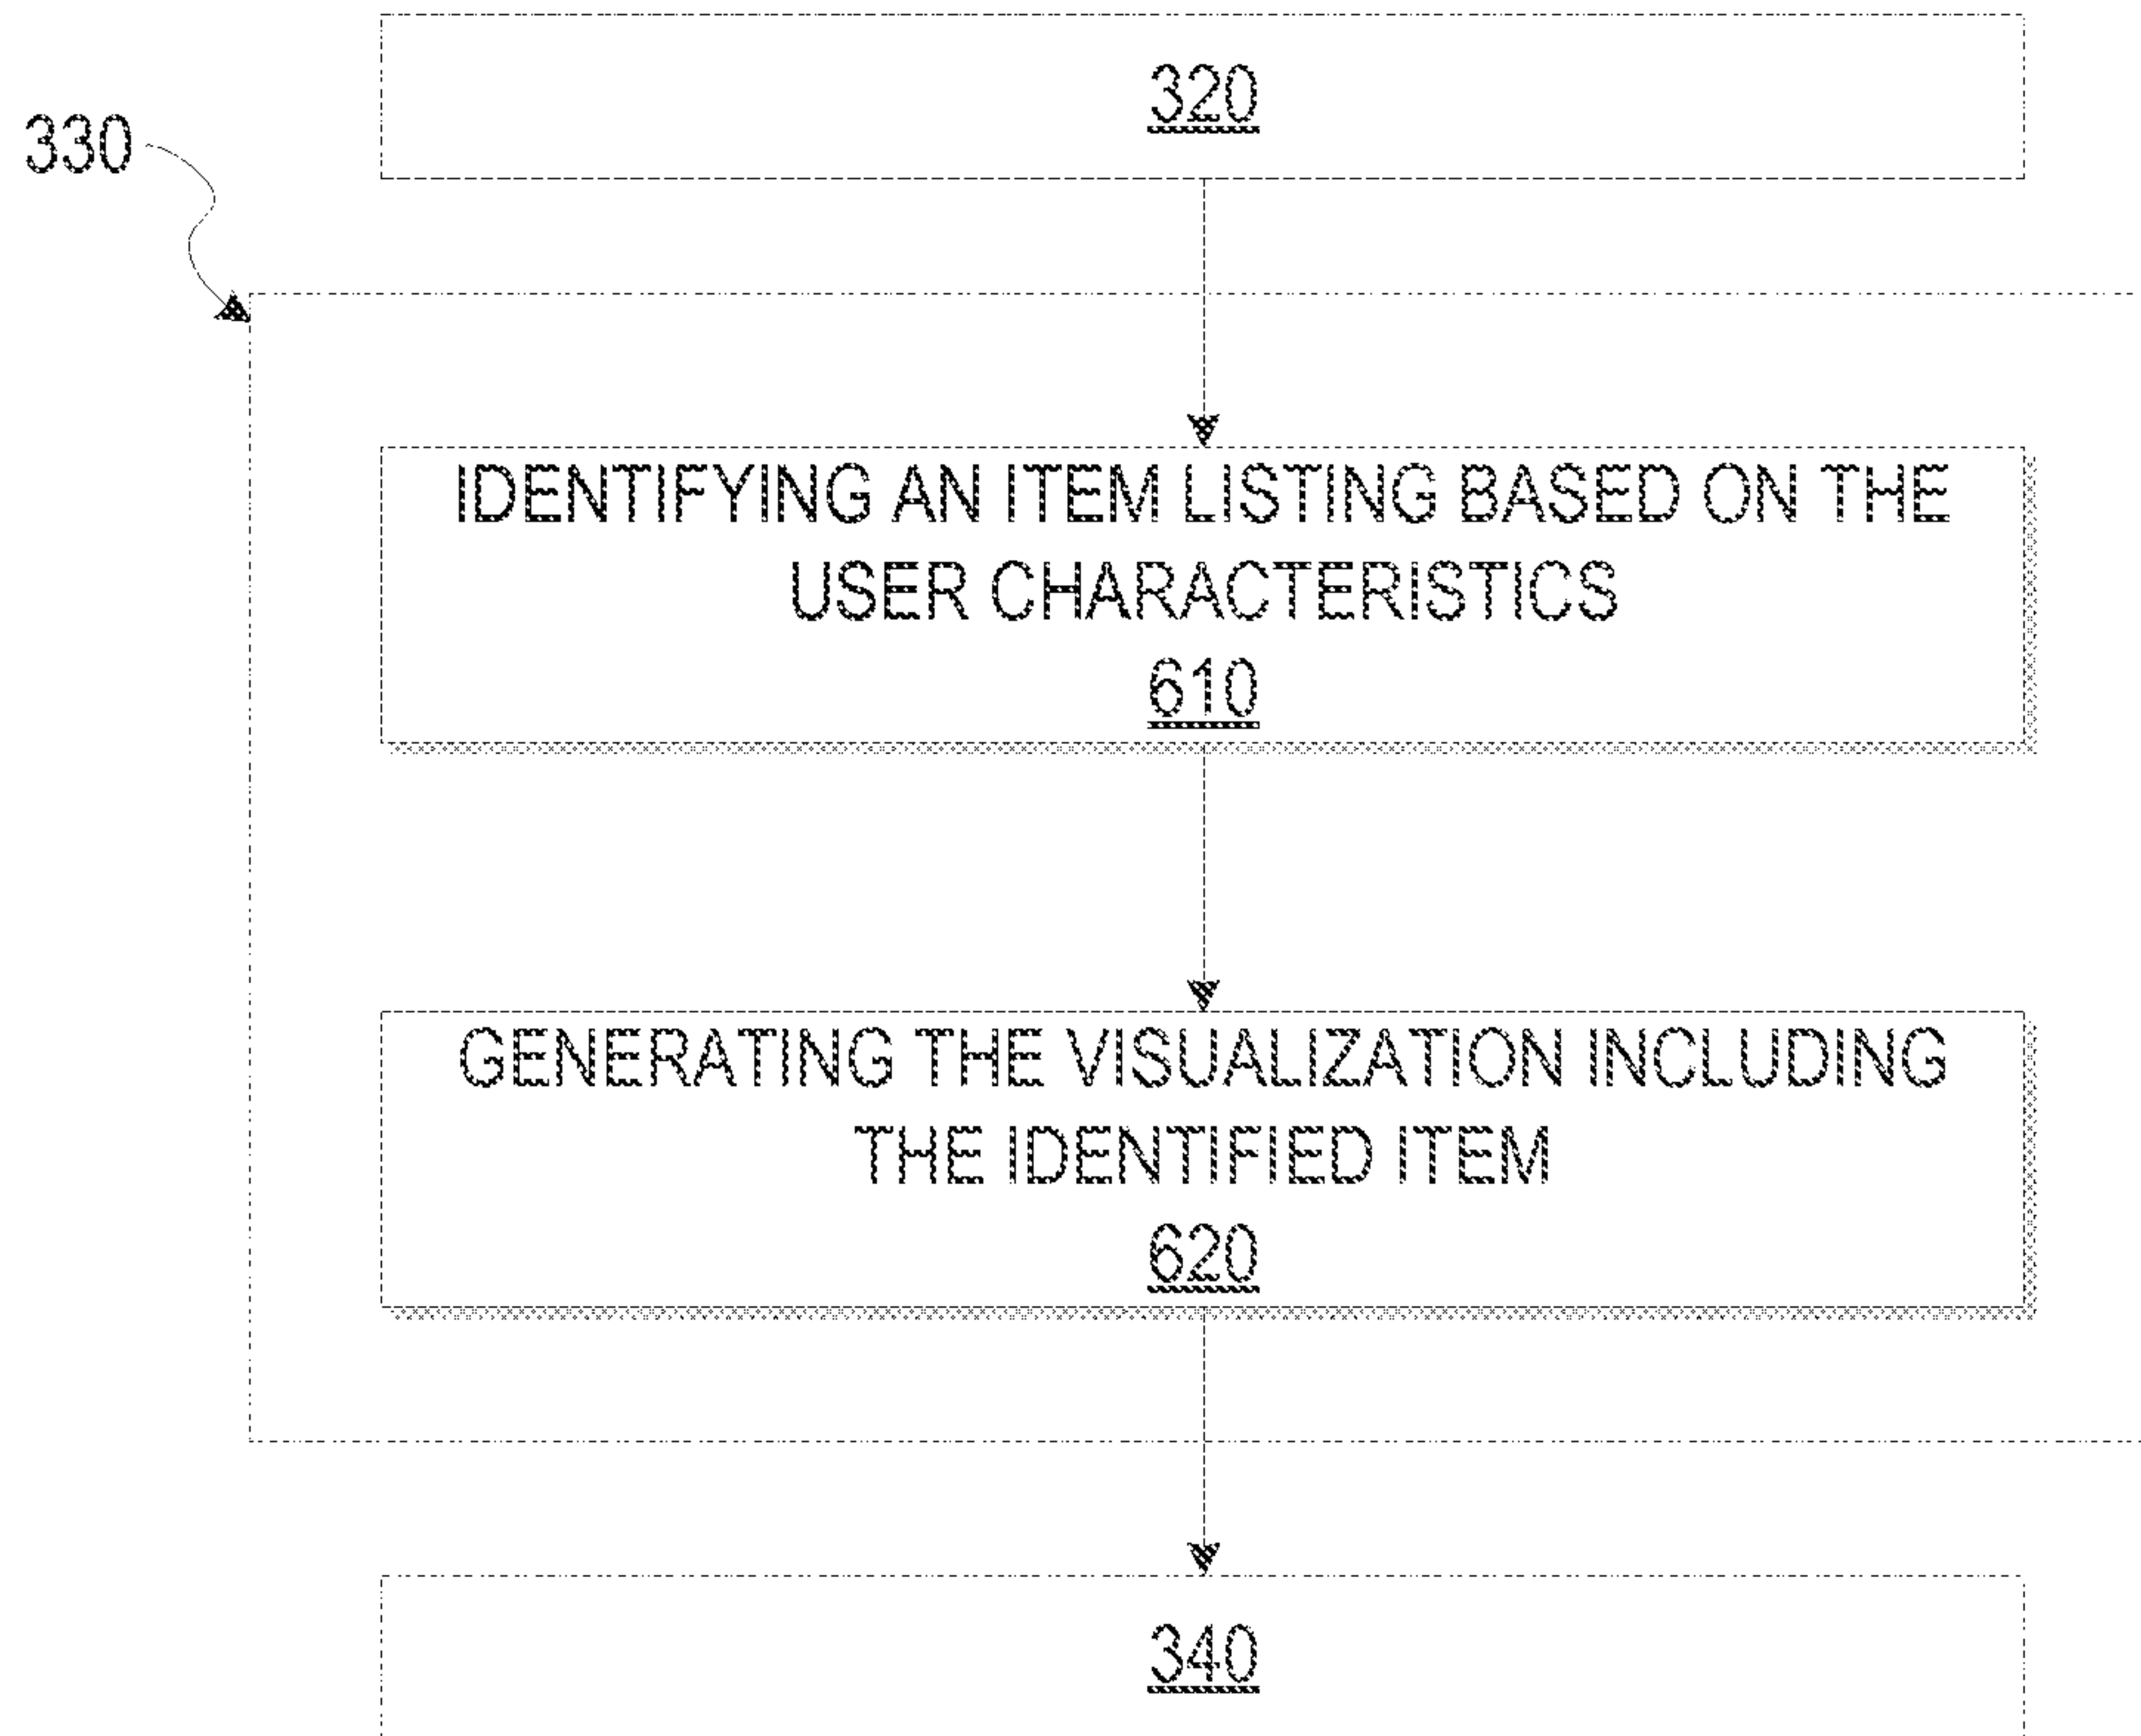 320
330
IDENTIFYING AN ITEM LISTING BASED ON THE
USER CHARACTERISTICS
610
GENERATING THE VISUALIZATION INCLUDING
THE IDENTIFIED ITEM
620
340